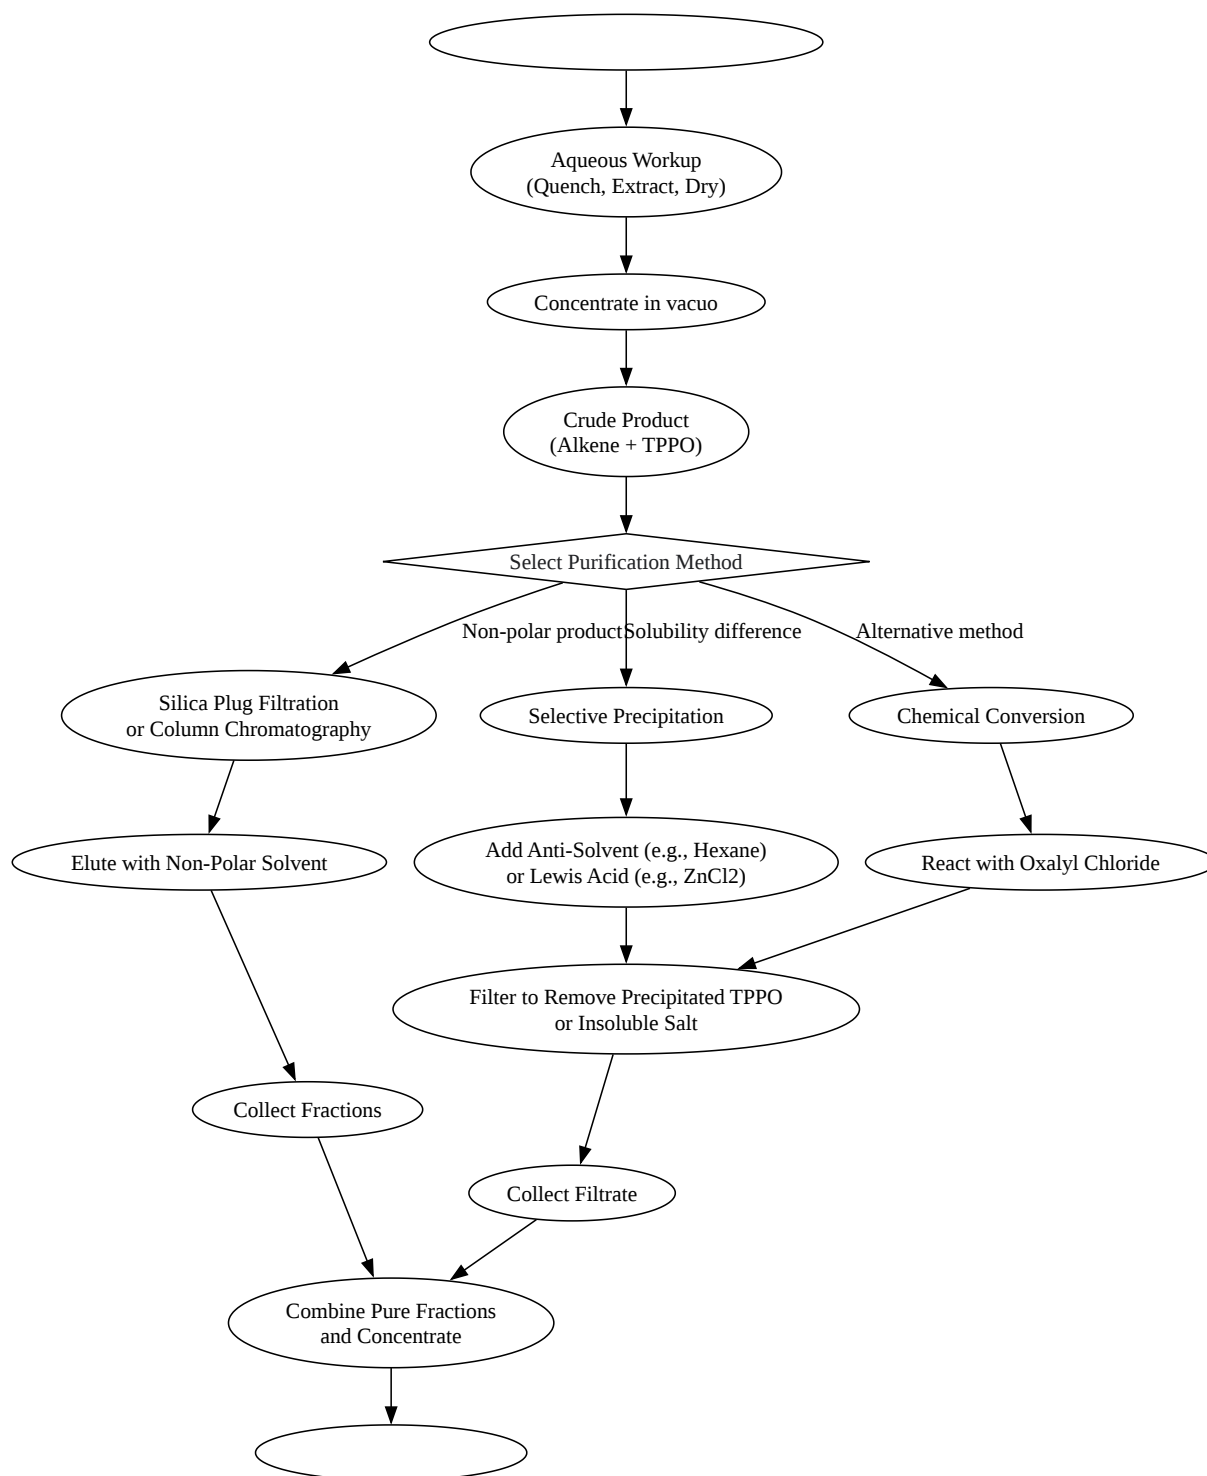 Aqueous Workup
(Quench, Extract, Dry)
Concentrate in vacuo
Crude Product
(Alkene + TPPO)
Select Purification Method
Non-polar product
Solubility difference
Alternative method
Silica Plug Filtration
or Column Chromatography
Selective Precipitation
Chemical Conversion
Elute with Non-Polar Solvent
Add Anti-Solvent (e.g., Hexane)
or Lewis Acid (e.g., ZnCl2)
React with Oxalyl Chloride
Filter to Remove Precipitated TPPO
or Insoluble Salt
Collect Fractions
Collect Filtrate
Combine Pure Fractions
and Concentrate